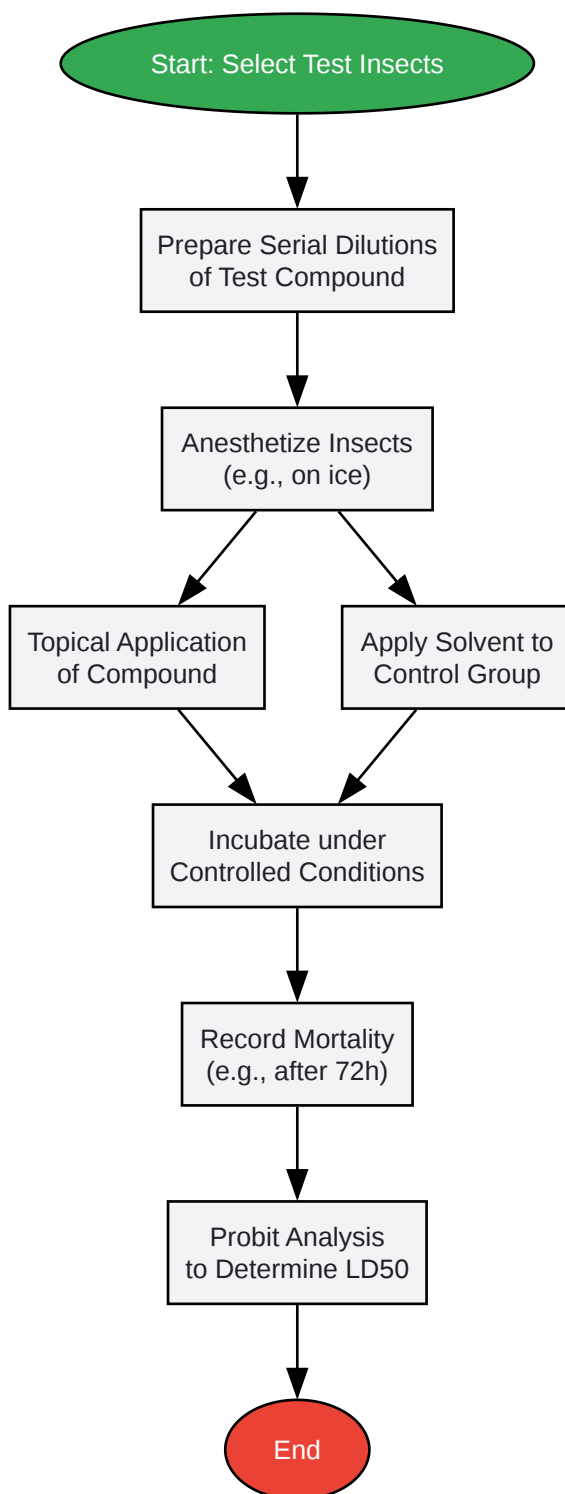 Start: Select Test Insects
Prepare Serial Dilutions
of Test Compound
Anesthetize Insects
(e.g., on ice)
Topical Application
of Compound
Apply Solvent to
Control Group
Incubate under
Controlled Conditions
Record Mortality
(e.g., after 72h)
Probit Analysis
to Determine LD50
End